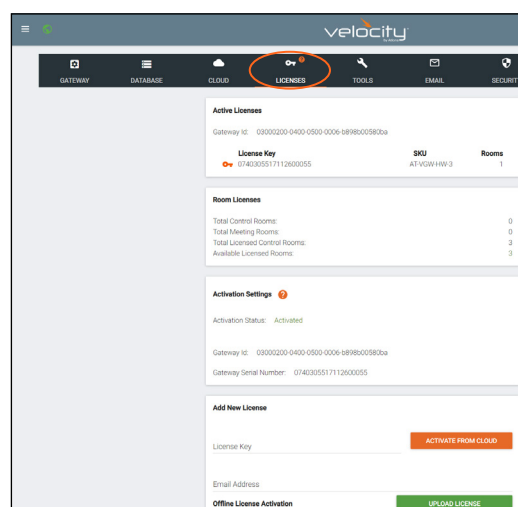 velocity
GATEWAY DATABASE CLOUD LICENSES TOOLS EMAIL SECURIT
Active Licenses
Gateway Id: 03000200-0400-0500-0006-b898b00580ba
License Key SKU Rooms
0740305517112600055 AT-VGW-HW-3 1
Room Licenses
Total Control Rooms: 0
Total Meeting Rooms: 0
Total Licensed Control Rooms: 3
Available Licensed Rooms: 3
Activation Settings ?
Activation Status: Activated
Gateway Id: 03000200-0400-0500-0006-b898b00580ba
Gateway Serial Number: 0740305517112600055
Add New License
License Key ACTIVATE FROM CLOUD
Email Address
Offline License Activation UPLOAD LICENSE